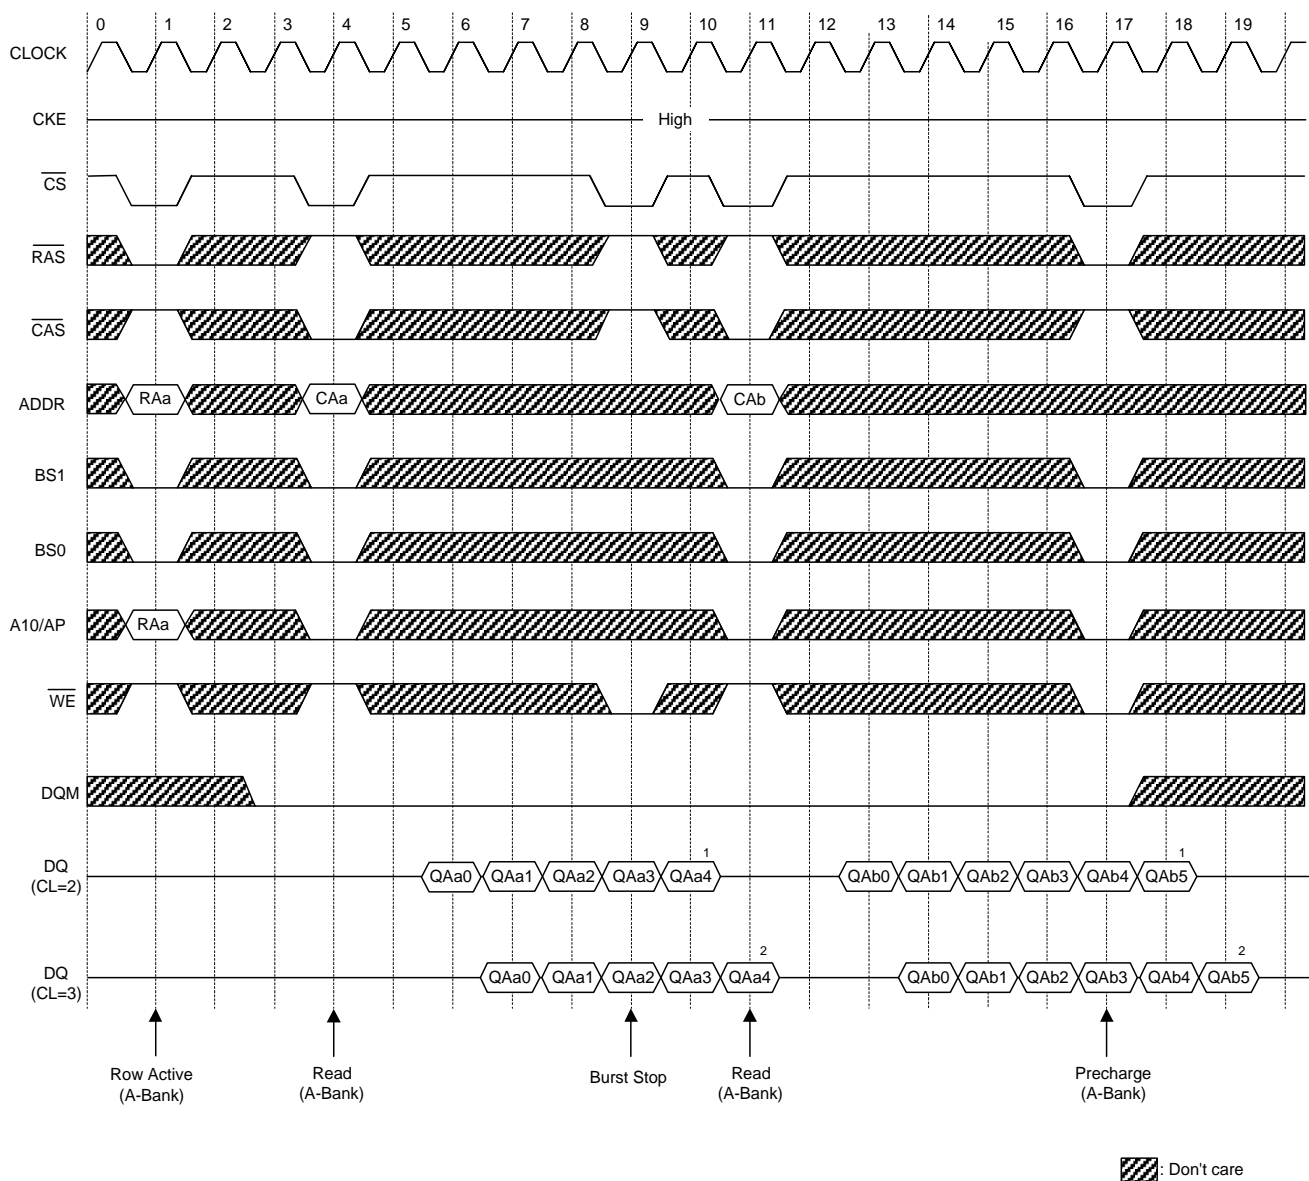 0 1 2 3 4 5 6 7 8 9 10 11 12 13 14 15 16 17 18 19
CLOCK
CKE High
CS
RAS
CAS
ADDR RAa CAa CAb
BS1
BS0
A10/AP RAa
WE
DQM
1 1
DQ QAa0 QAa1 QAa2 QAa3 QAa4 QAb0 QAb1 QAb2 QAb3 QAb4 QAb5
(CL=2)
2 2
DQ QAa0 QAa1 QAa2 QAa3 QAa4 QAb0 QAb1 QAb2 QAb3 QAb4 QAb5
(CL=3)
Row Active Read Burst Stop Read Precharge
(A-Bank) (A-Bank) (A-Bank) (A-Bank)
: Don't care